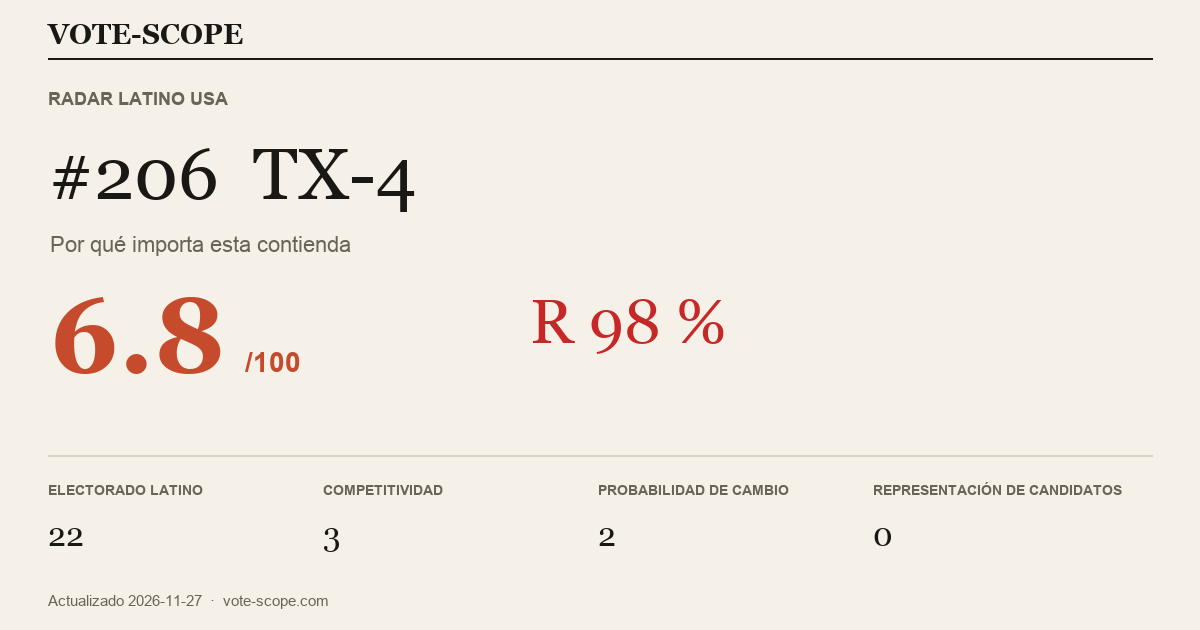 VOTE-SCOPE
RADAR LATINO USA
#206 TX-4
Por qué importa esta contienda
6.8 /100
R 98 %
ELECTORADO LATINO
COMPETITIVIDAD
PROBABILIDAD DE CAMBIO
REPRESENTACIÓN DE CANDIDATOS
22
3
2
0
Actualizado 2026-11-27 · vote-scope.com